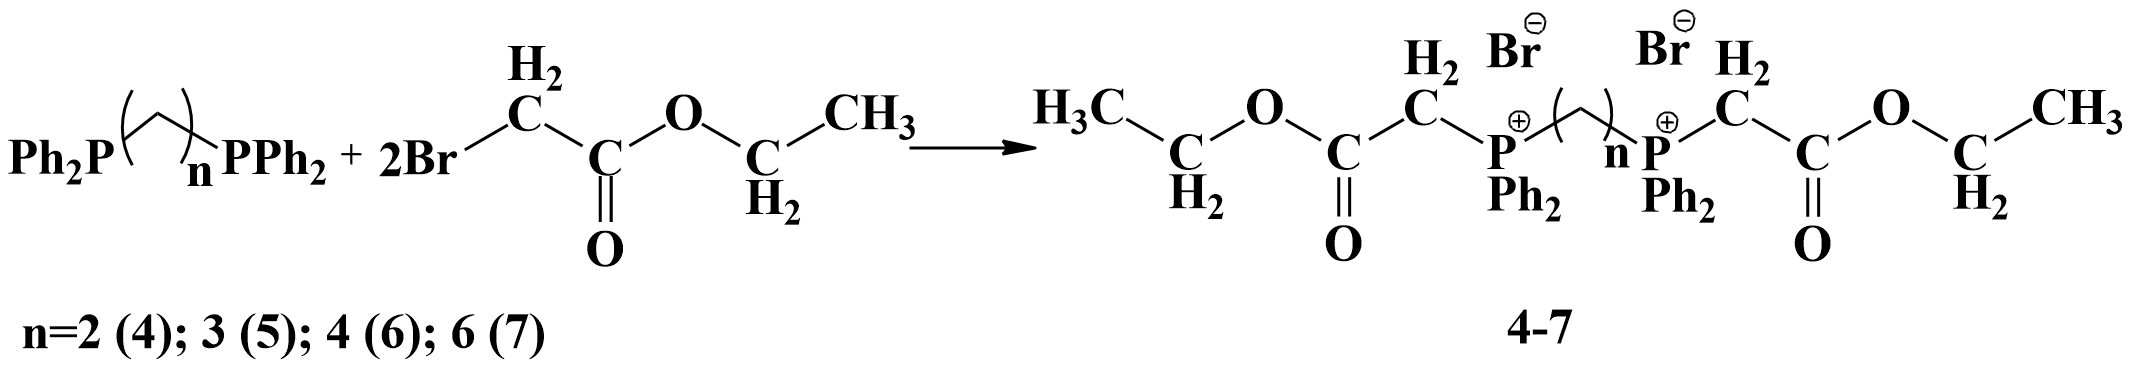 Ph2P ( ) n PPh2 + 2Br H2 C C O O C H2 CH3 H3C C H2 O C O H2 C Br⊖ P⊕ Ph2 ( ) n Br⊖ P⊕ Ph2 H2 C C O O C H2 CH3
n=2 (4); 3 (5); 4 (6); 6 (7) 4-7